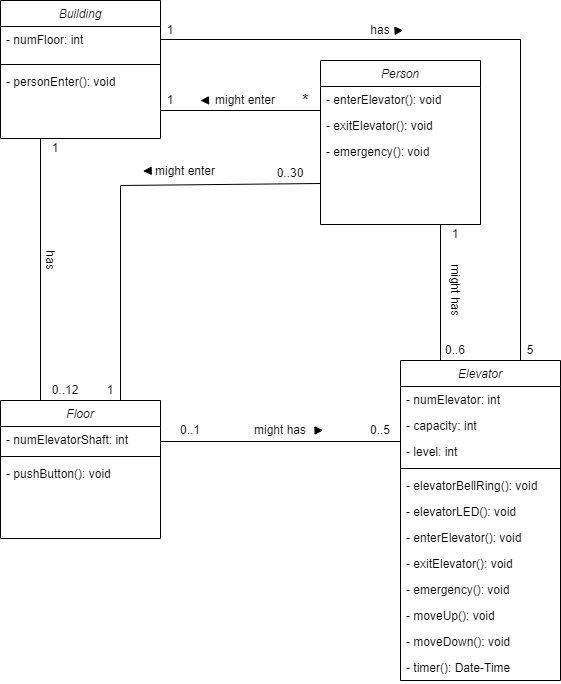 Building
- numFloor: int
- personEnter(): void
1
has ►
1
◄ might enter
*
Person
- enterElevator(): void
- exitElevator(): void
- emergency(): void
◄ might enter
0..30
1
has
0..12
1
1
might has
0..6
5
Floor
- numElevatorShaft: int
- pushButton(): void
0..1
might has ►
0..5
Elevator
- numElevator: int
- capacity: int
- level: int
- elevatorBellRing(): void
- elevatorLED(): void
- enterElevator(): void
- exitElevator(): void
- emergency(): void
- moveUp(): void
- moveDown(): void
- timer(): Date-Time